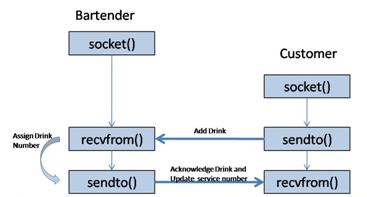 Bartender
socket()
Customer
socket()
Assign Drink
Number
recvfrom()
Add Drink
sendto()
sendto()
Acknowledge Drink and
Update service number
recvfrom()